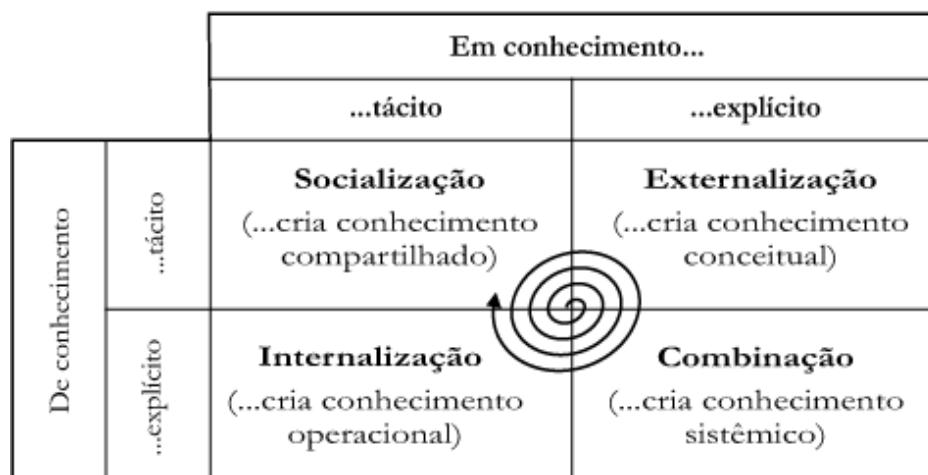 Em conhecimento...
...tácito
...explícito
De conhecimento
...tácito
Socialização
(...cria conhecimento
compartilhado)
Externalização
(...cria conhecimento
conceitual)
...explícito
Internalização
(...cria conhecimento
operacional)
Combinação
(...cria conhecimento
sistêmico)